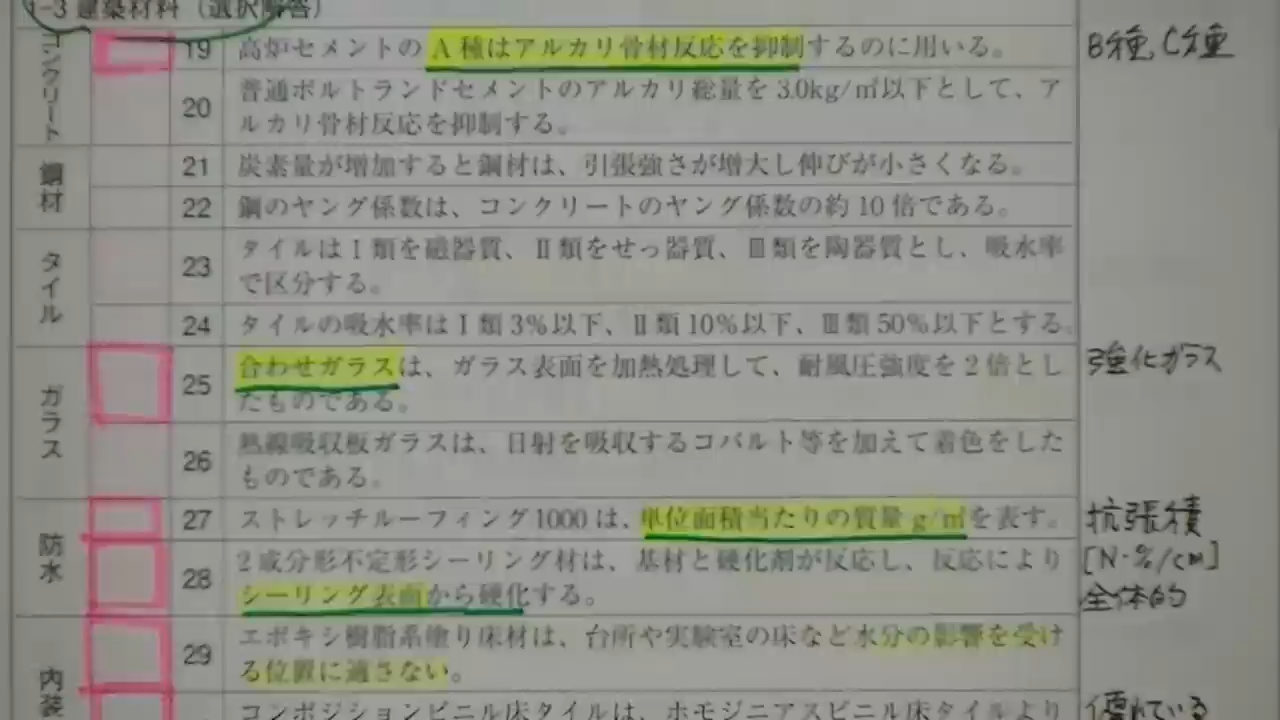 1-3 建築材料（選択解答）
コンクリート
19 高炉セメントの A 種はアルカリ骨材反応を抑制するのに用いる。 B種、C種
20 普通ポルトランドセメントのアルカリ総量を 3.0kg/㎥以下として、ア
ルカリ骨材反応を抑制する。
鋼材
21 炭素量が増加すると鋼材は、引張強さが増大し伸びが小さくなる。
22 鋼のヤング係数は、コンクリートのヤング係数の約 10 倍である。
タイル
23 タイルはⅠ類を磁器質、Ⅱ類をせっ器質、Ⅲ類を陶器質とし、吸水率
で区分する。
24 タイルの吸水率はⅠ類 3％以下、Ⅱ類 10％以下、Ⅲ類 50％以下とする。
ガラス
25 合わせガラスは、ガラス表面を加熱処理して、耐風圧強度を 2 倍とし 強化ガラス
たものである。
26 熱線吸収板ガラスは、日射を吸収するコバルト等を加えて着色をした
ものである。
防水
27 ストレッチルーフィング1000 は、単位面積当たりの質量 g/㎡を表す。 抗張積
[N・%/cm]
28 2 成分形不定形シーリング材は、基材と硬化剤が反応し、反応により
シーリング表面から硬化する。 全体的
内装
29 エポキシ樹脂系塗り床材は、台所や実験室の床など水分の影響を受け
る位置に適さない。
コンポジションビニル床タイルは、ホモジニアスビニル床タイルより 優れている